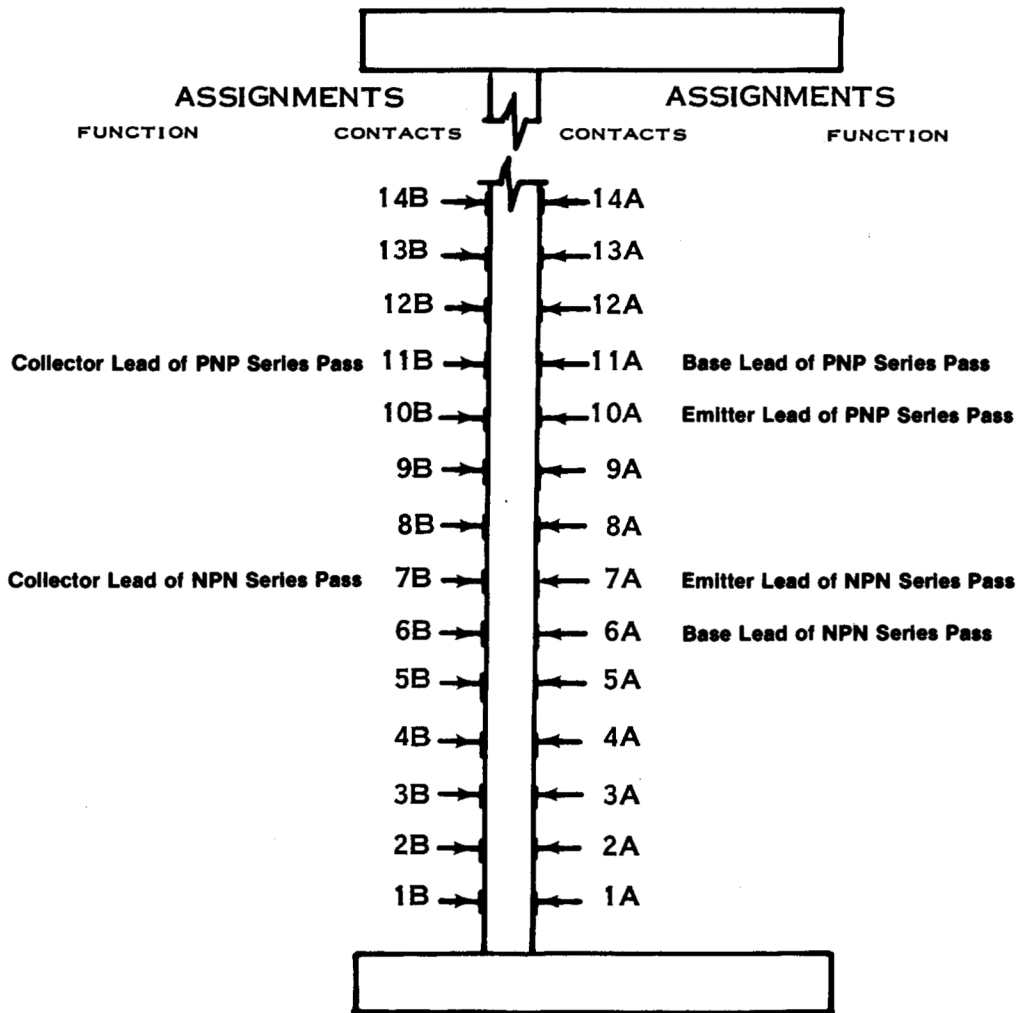 ASSIGNMENTS ASSIGNMENTS
FUNCTION CONTACTS CONTACTS FUNCTION
14B 14A
13B 13A
12B 12A
Collector Lead of PNP Series Pass 11B 11A Base Lead of PNP Series Pass
10B 10A Emitter Lead of PNP Series Pass
9B 9A
8B 8A
Collector Lead of NPN Series Pass 7B 7A Emitter Lead of NPN Series Pass
6B 6A Base Lead of NPN Series Pass
5B 5A
4B 4A
3B 3A
2B 2A
1B 1A